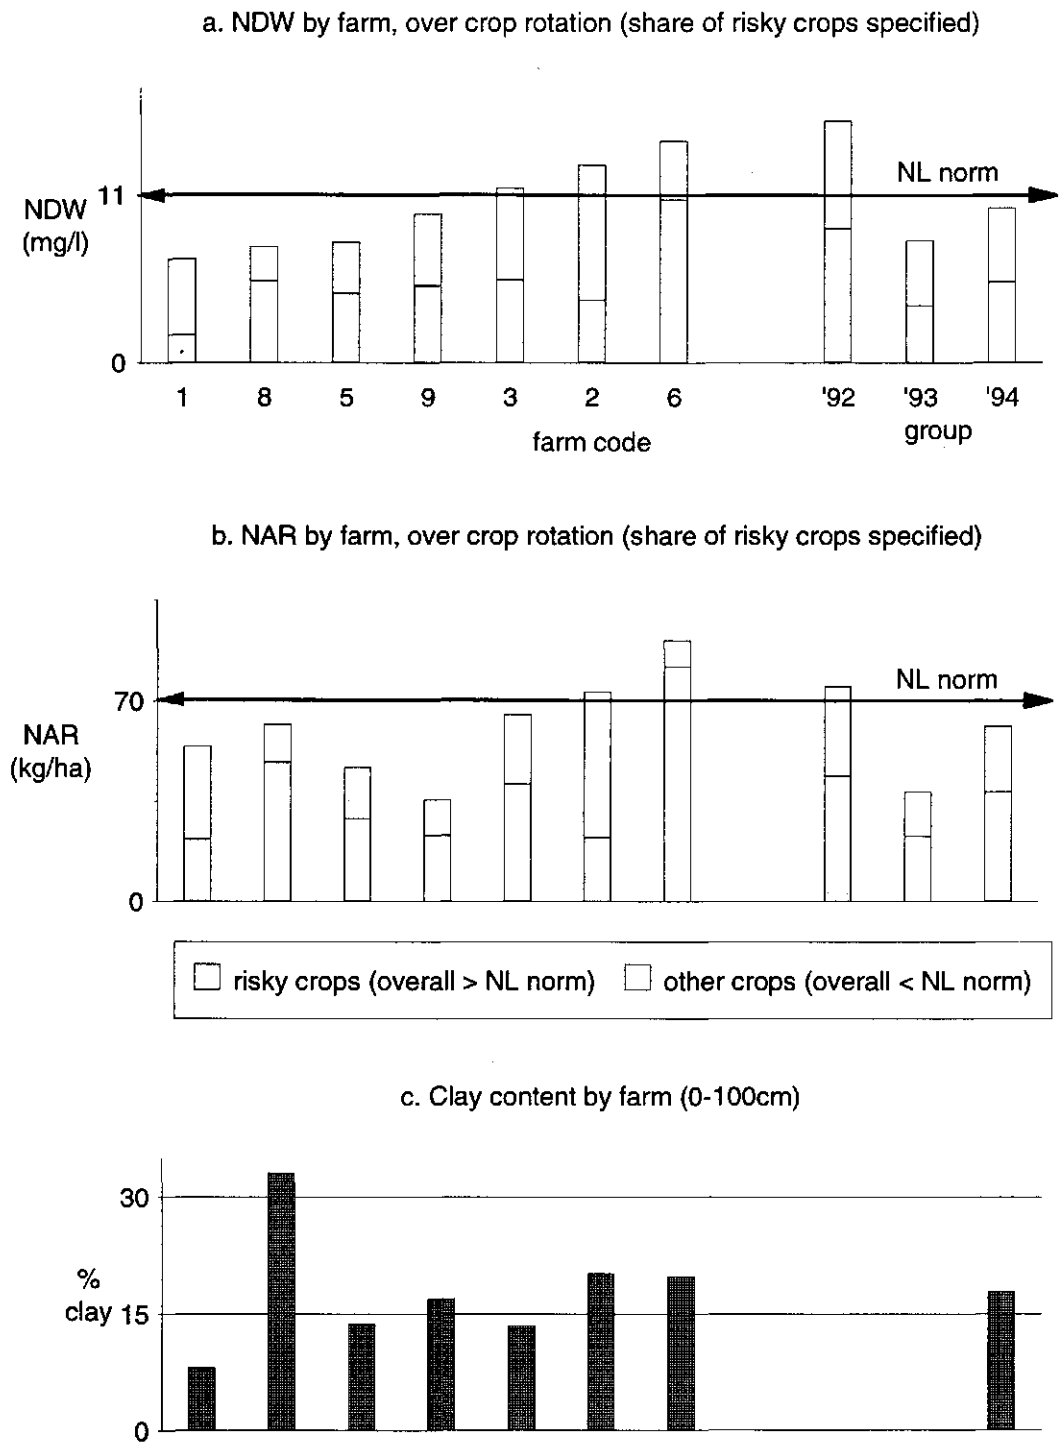 a. NDW by farm, over crop rotation (share of risky crops specified)
NL norm
11
NDW
(mg/l)
0
1 8 5 9 3 2 6 '92 '93 '94
farm code group
b. NAR by farm, over crop rotation (share of risky crops specified)
NL norm
70
NAR
(kg/ha)
0
risky crops (overall > NL norm) other crops (overall < NL norm)
c. Clay content by farm (0-100cm)
30
%
clay 15
0